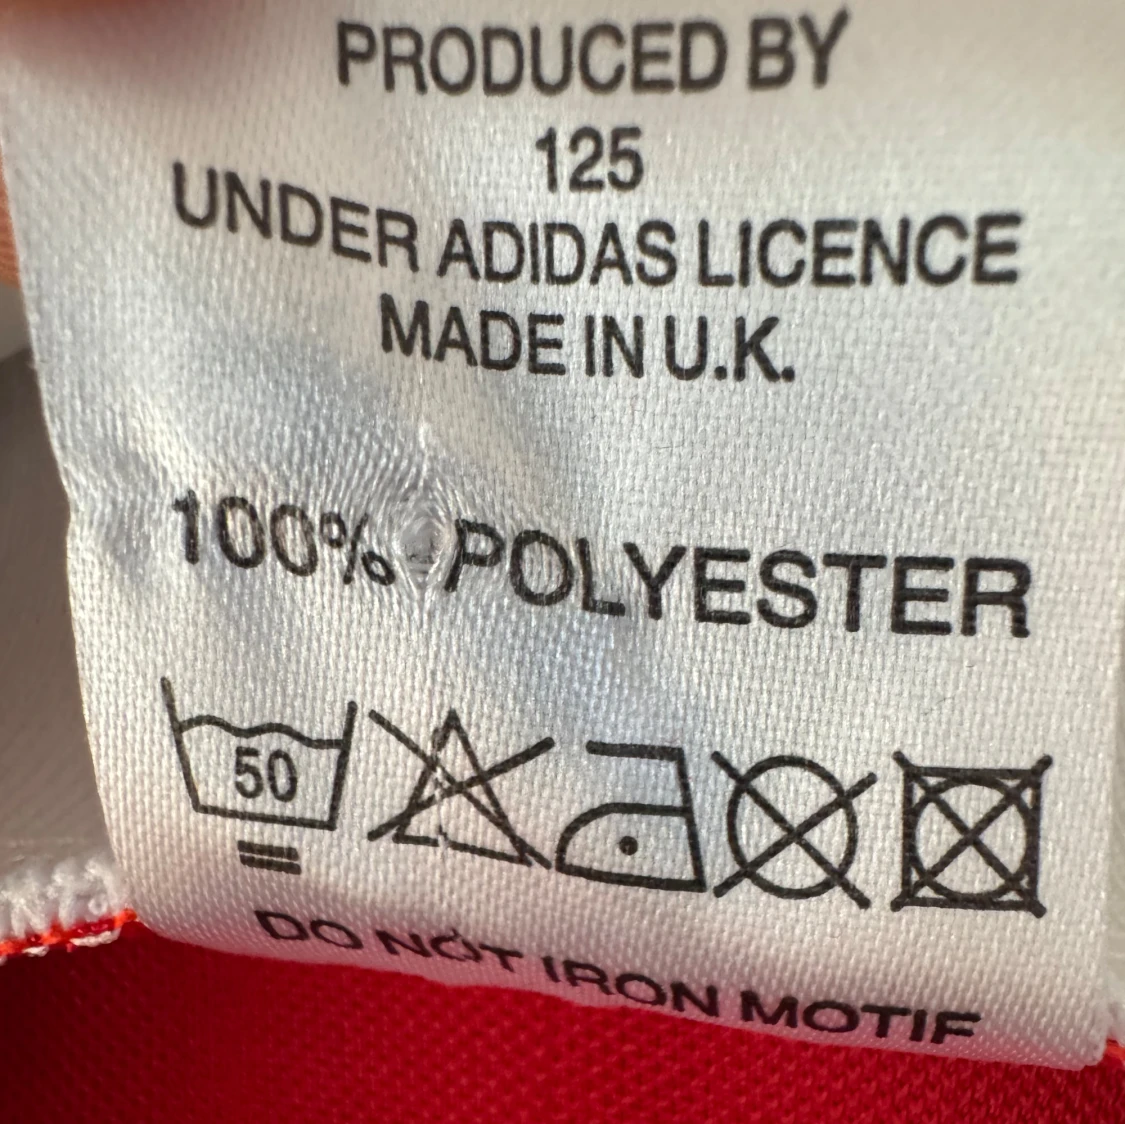 PRODUCED BY
125
UNDER ADIDAS LICENCE
MADE IN U.K.
100% POLYESTER
50
DO NOT IRON MOTIF